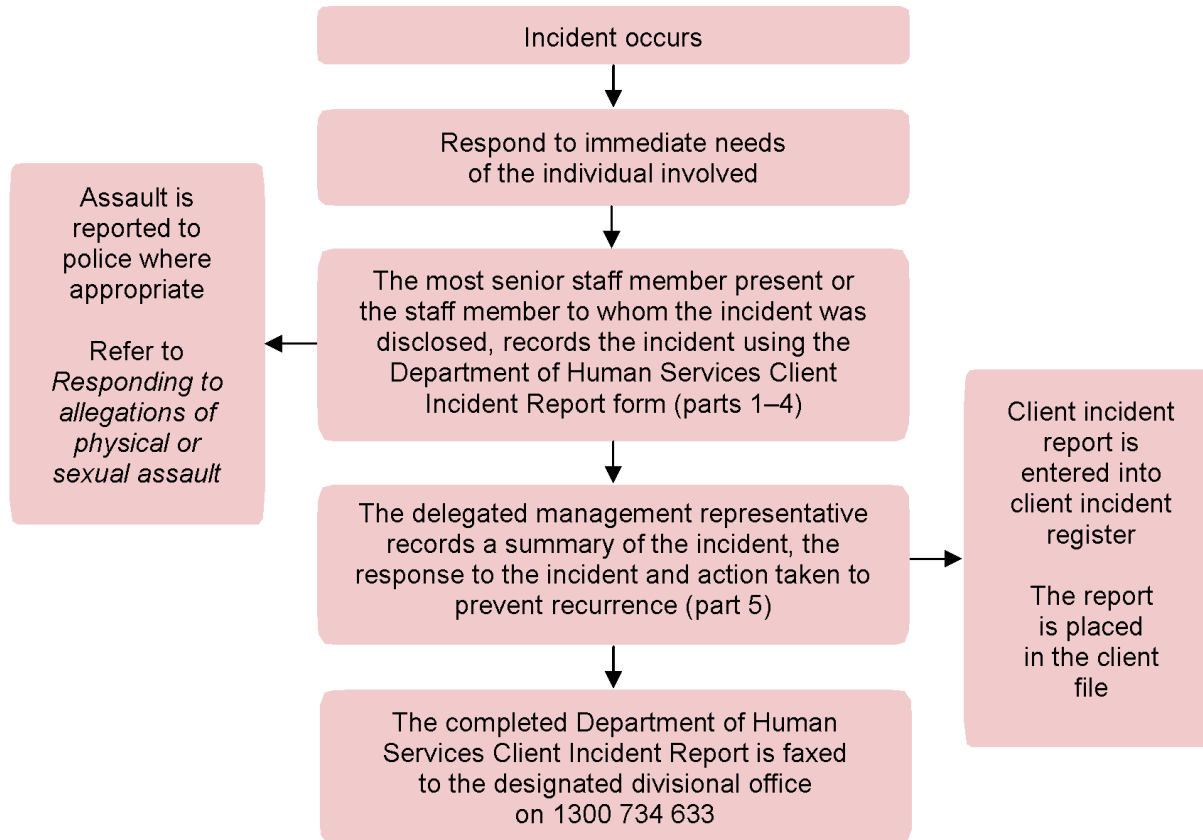 Incident occurs
Respond to immediate needs
of the individual involved
Assault is
reported to
police where
appropriate
Refer to
Responding to
allegations of
physical or
sexual assault
The most senior staff member present or
the staff member to whom the incident was
disclosed, records the incident using the
Department of Human Services Client
Incident Report form (parts 1–4)
The delegated management representative
records a summary of the incident, the
response to the incident and action taken to
prevent recurrence (part 5)
Client incident
report is
entered into
client incident
register
The report
is placed
in the client
file
The completed Department of Human
Services Client Incident Report is faxed
to the designated divisional office
on 1300 734 633